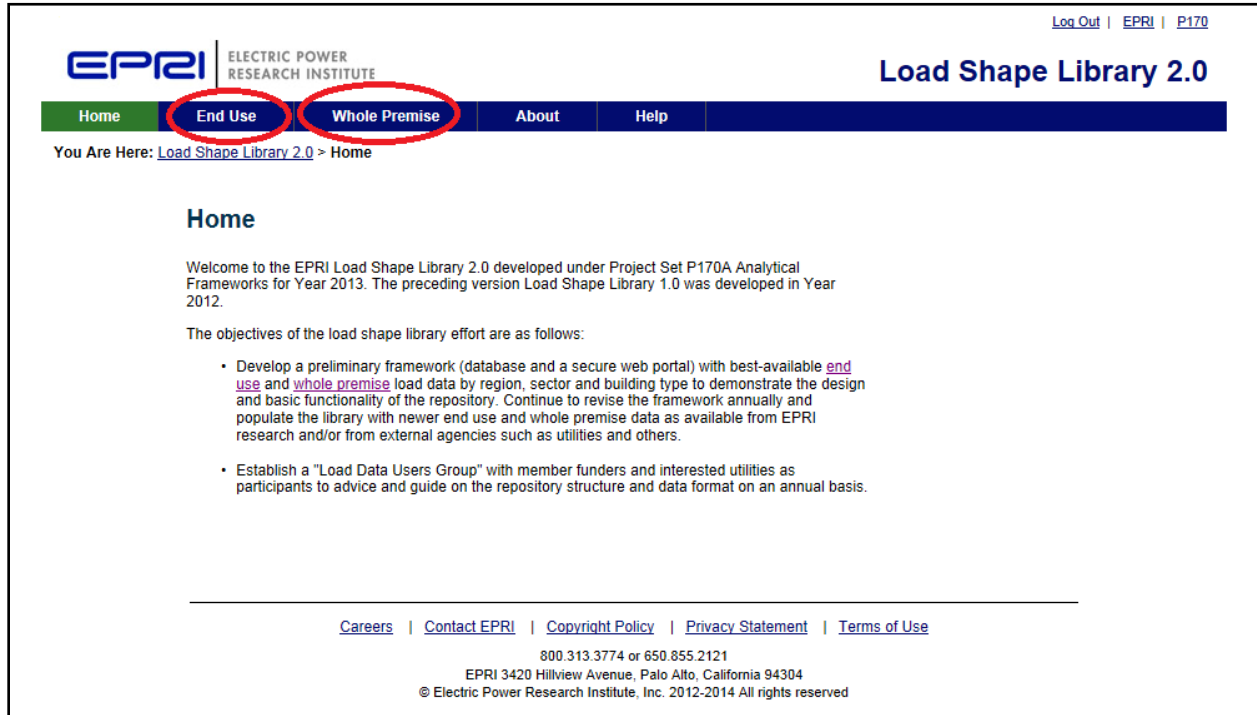 Log Out | EPRI | P170
EPRI ELECTRIC POWER
RESEARCH INSTITUTE
Load Shape Library 2.0
Home End Use Whole Premise About Help
You Are Here: Load Shape Library 2.0 > Home
Home
Welcome to the EPRI Load Shape Library 2.0 developed under Project Set P170A Analytical
Frameworks for Year 2013. The preceding version Load Shape Library 1.0 was developed in Year
2012.
The objectives of the load shape library effort are as follows:
• Develop a preliminary framework (database and a secure web portal) with best-available end
use and whole premise load data by region, sector and building type to demonstrate the design
and basic functionality of the repository. Continue to revise the framework annually and
populate the library with newer end use and whole premise data as available from EPRI
research and/or from external agencies such as utilities and others.
• Establish a "Load Data Users Group" with member funders and interested utilities as
participants to advice and guide on the repository structure and data format on an annual basis.
Careers | Contact EPRI | Copyright Policy | Privacy Statement | Terms of Use
800.313.3774 or 650.855.2121
EPRI 3420 Hillview Avenue, Palo Alto, California 94304
© Electric Power Research Institute, Inc. 2012-2014 All rights reserved